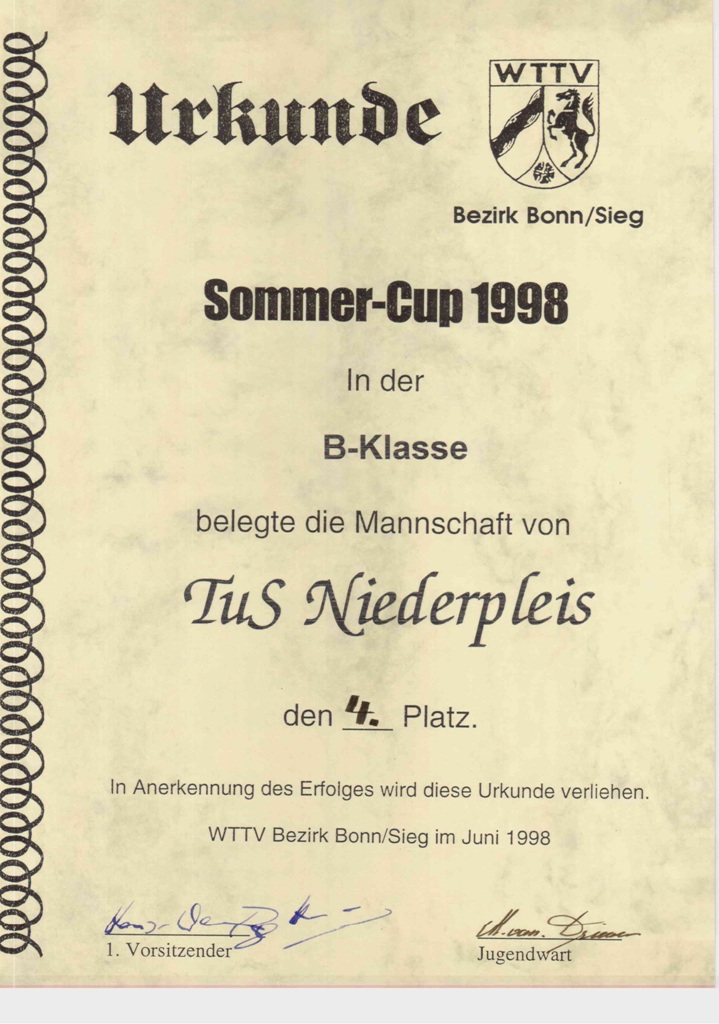 Urkunde
WTTV
Bezirk Bonn/Sieg
Sommer-Cup 1998
In der
B-Klasse
belegte die Mannschaft von
TuS Niederpleis
den 4. Platz.
In Anerkennung des Erfolges wird diese Urkunde verliehen.
WTTV Bezirk Bonn/Sieg im Juni 1998
1. Vorsitzender
Jugendwart